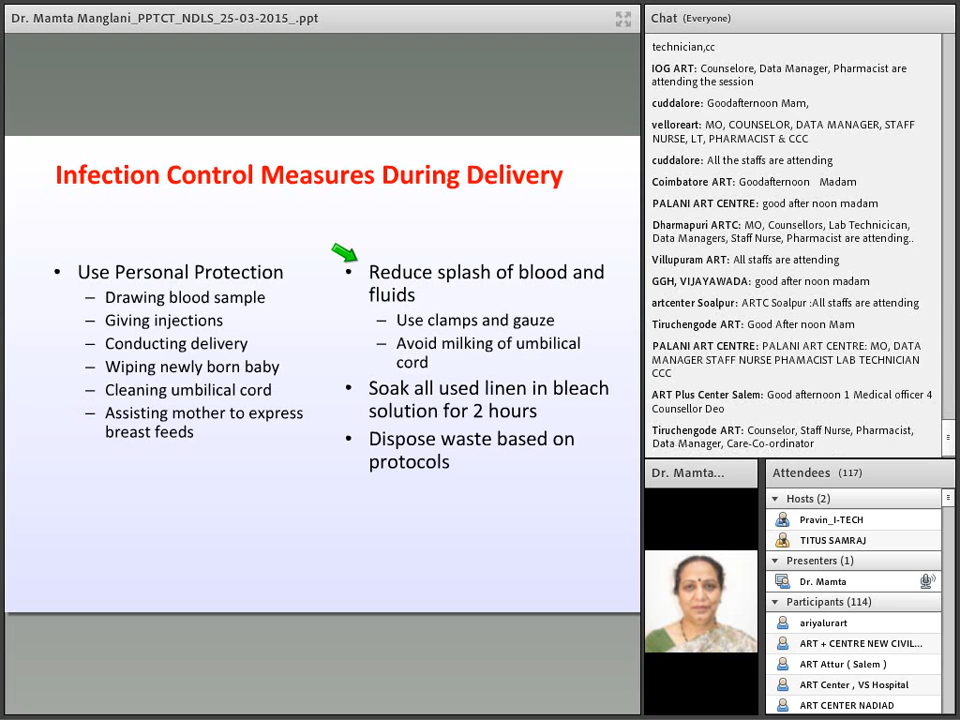 Dr. Mamta Manglani_PPTCT_NDLS_25-03-2015_.ppt
Infection Control Measures During Delivery
• Use Personal Protection
– Drawing blood sample
– Giving injections
– Conducting delivery
– Wiping newly born baby
– Cleaning umbilical cord
– Assisting mother to express
breast feeds
• Reduce splash of blood and
fluids
– Use clamps and gauze
– Avoid milking of umbilical
cord
• Soak all used linen in bleach
solution for 2 hours
• Dispose waste based on
protocols
Chat (Everyone)
technician,cc
IOG ART: Counselore, Data Manager, Pharmacist are
attending the session
cuddalore: Goodafternoon Mam,
velloreart: MO, COUNSELOR, DATA MANAGER, STAFF
NURSE, LT, PHARMACIST & CCC
cuddalore: All the staffs are attending
Coimbatore ART: Goodafternoon Madam
PALANI ART CENTRE: good after noon madam
Dharmapuri ARTC: MO, Counsellors, Lab Technicician,
Data Managers, Staff Nurse, Pharmacist are attending..
Villupuram ART: All staffs are attending
GGH, VIJAYAWADA: good after noon madam
artcenter Soalpur: ARTC Soalpur :All staffs are attending
Tiruchengode ART: Good After noon Mam
PALANI ART CENTRE: PALANI ART CENTRE: MO, DATA
MANAGER STAFF NURSE PHAMACIST LAB TECHNICIAN
CCC
ART Plus Center Salem: Good afternoon 1 Medical officer 4
Counsellor Deo
Tiruchengode ART: Counselor, Staff Nurse, Pharmacist,
Data Manager, Care-Co-ordinator
Dr. Mamta...
Attendees (117)
Hosts (2)
Pravin_I-TECH
TITUS SAMRAJ
Presenters (1)
Dr. Mamta
Participants (114)
ariyalurart
ART + CENTRE NEW CIVIL...
ART Attur ( Salem )
ART Center , VS Hospital
ART CENTER NADIAD